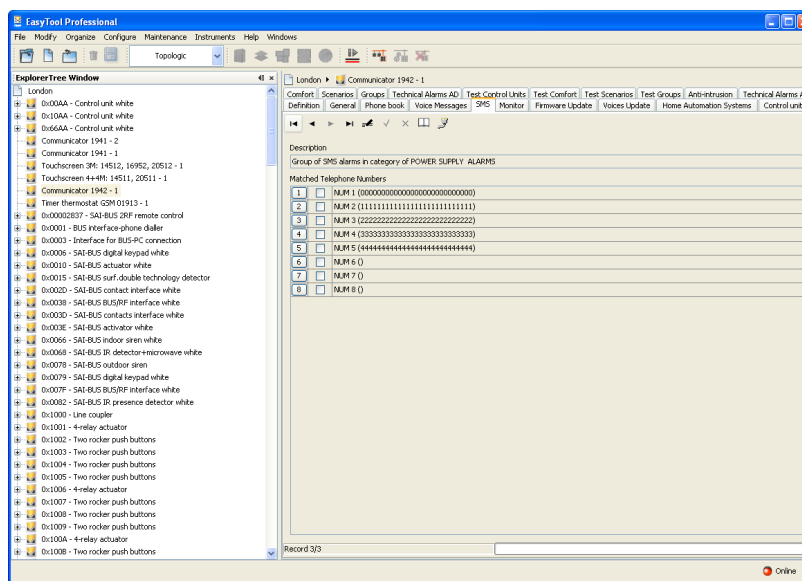 EasyTool Professional
File Modify Organize Configure Maintenance Instruments Help Windows
Topologic
ExplorerTree Window
London
0x00AA - Control unit white
0x10AA - Control unit white
0x66AA - Control unit white
Communicator 1941 - 2
Communicator 1941 - 1
Touchscreen 3M: 14512, 16952, 20512 - 1
Touchscreen 4+4M: 14511, 20511 - 1
Communicator 1942 - 1
Timer thermostat GSM 01913 - 1
0x00002837 - SAI-BUS 2RF remote control
0x0001 - BUS interface-phone dialler
0x0003 - Interface for BUS-PC connection
0x0006 - SAI-BUS digital keypad white
0x0010 - SAI-BUS actuator white
0x0015 - SAI-BUS surf.double technology detector
0x002D - SAI-BUS contact interface white
0x0038 - SAI-BUS BUS/RF interface white
0x003D - SAI-BUS contacts interface white
0x003E - SAI-BUS activator white
0x0066 - SAI-BUS indoor siren white
0x0068 - SAI-BUS IR detector+microwave white
0x0078 - SAI-BUS outdoor siren
0x0079 - SAI-BUS digital keypad white
0x007F - SAI-BUS BUS/RF interface white
0x0082 - SAI-BUS IR presence detector white
0x1000 - Line coupler
0x1001 - 4-relay actuator
0x1002 - Two rocker push buttons
0x1003 - Two rocker push buttons
0x1004 - Two rocker push buttons
0x1005 - Two rocker push buttons
0x1006 - 4-relay actuator
0x1007 - Two rocker push buttons
0x1008 - Two rocker push buttons
0x1009 - Two rocker push buttons
0x100A - 4-relay actuator
0x100B - Two rocker push buttons
London Communicator 1942 - 1
Comfort Scenarios Groups Technical Alarms AD Test Control Units Test Comfort Test Scenarios Test Groups Anti-intrusion Technical Alarms A
Definition General Phone book Voice Messages SMS Monitor Firmware Update Voices Update Home Automation Systems Control unit
Description
Group of SMS alarms in category of POWER SUPPLY ALARMS
Matched Telephone Numbers
1 NUM 1 (000000000000000000000000)
2 NUM 2 (111111111111111111111111)
3 NUM 3 (222222222222222222222222)
4 NUM 4 (333333333333333333333333)
5 NUM 5 (444444444444444444444444)
6 NUM 6 ()
7 NUM 7 ()
8 NUM 8 ()
Record 3/3
Online